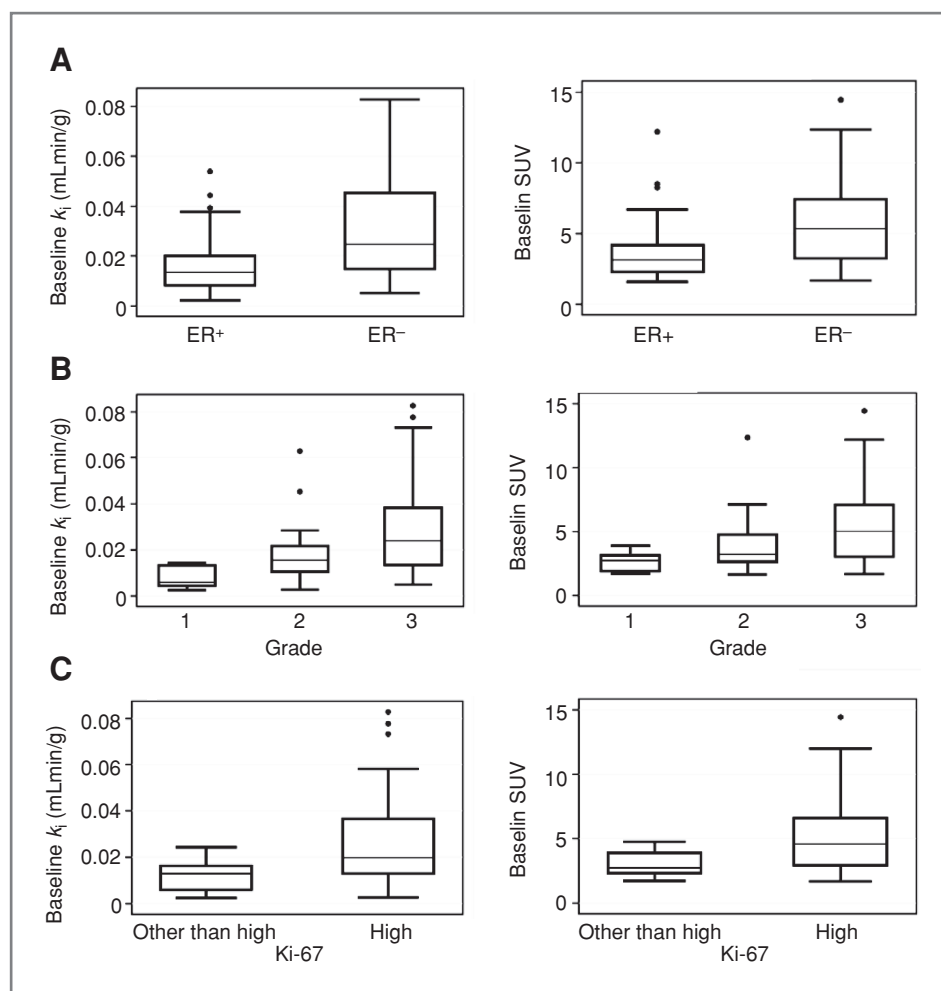 A
Baseline ki (mLmin/g)
0.08
0.06
0.04
0.02
0
ER+
ER–
Baselin SUV
15
10
5
0
ER+
ER–
B
Baseline ki (mLmin/g)
0.08
0.06
0.04
0.02
0
1
2
3
Grade
Baselin SUV
15
10
5
0
1
2
3
Grade
C
Baseline ki (mLmin/g)
0.08
0.06
0.04
0.02
0
Other than high
High
Ki-67
Baselin SUV
15
10
5
0
Other than high
High
Ki-67